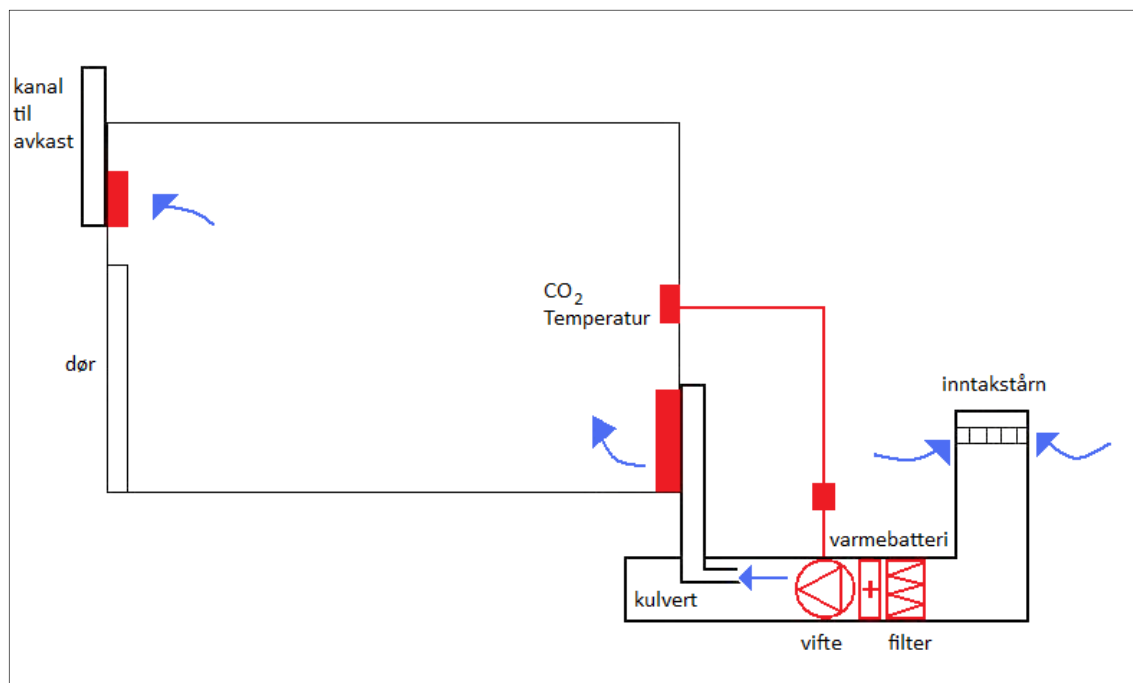 kanal
til
avkast
CO₂
Temperatur
dør
inntakstårn
varmebatteri
kulvert
vifte
filter